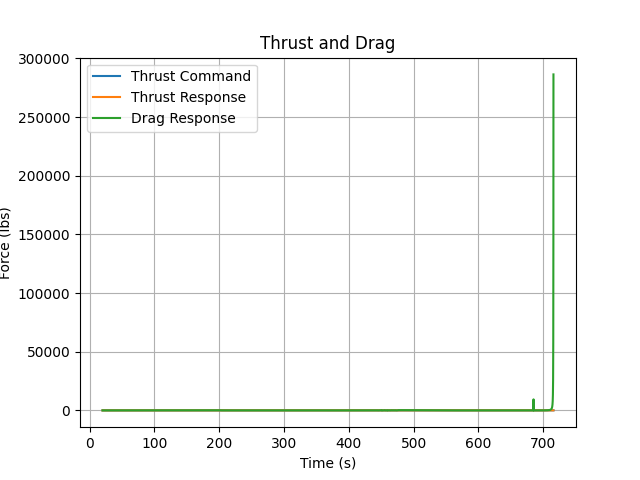 Thrust and Drag
300000
250000
200000
150000
100000
50000
0
Force (lbs)
Thrust Command
Thrust Response
Drag Response
0 100 200 300 400 500 600 700
Time (s)